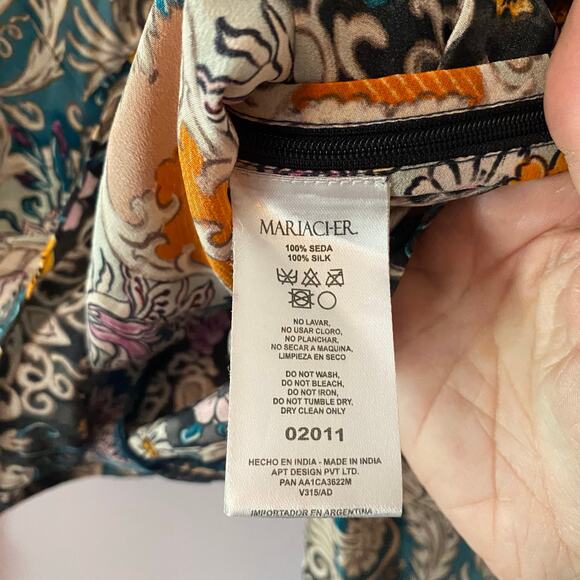 MARIACHER.
100% SEDA
100% SILK
NO LAVAR,
NO USAR CLORO,
NO PLANCHAR,
NO SECAR A MAQUINA,
LIMPIEZA EN SECO
DO NOT WASH,
DO NOT BLEACH,
DO NOT IRON,
DO NOT TUMBLE DRY,
DRY CLEAN ONLY
02011
HECHO EN INDIA - MADE IN INDIA
APT DESIGN PVT LTD.
PAN AA1CA3622M
V315/AD
IMPORTADOR EN ARGENTINA